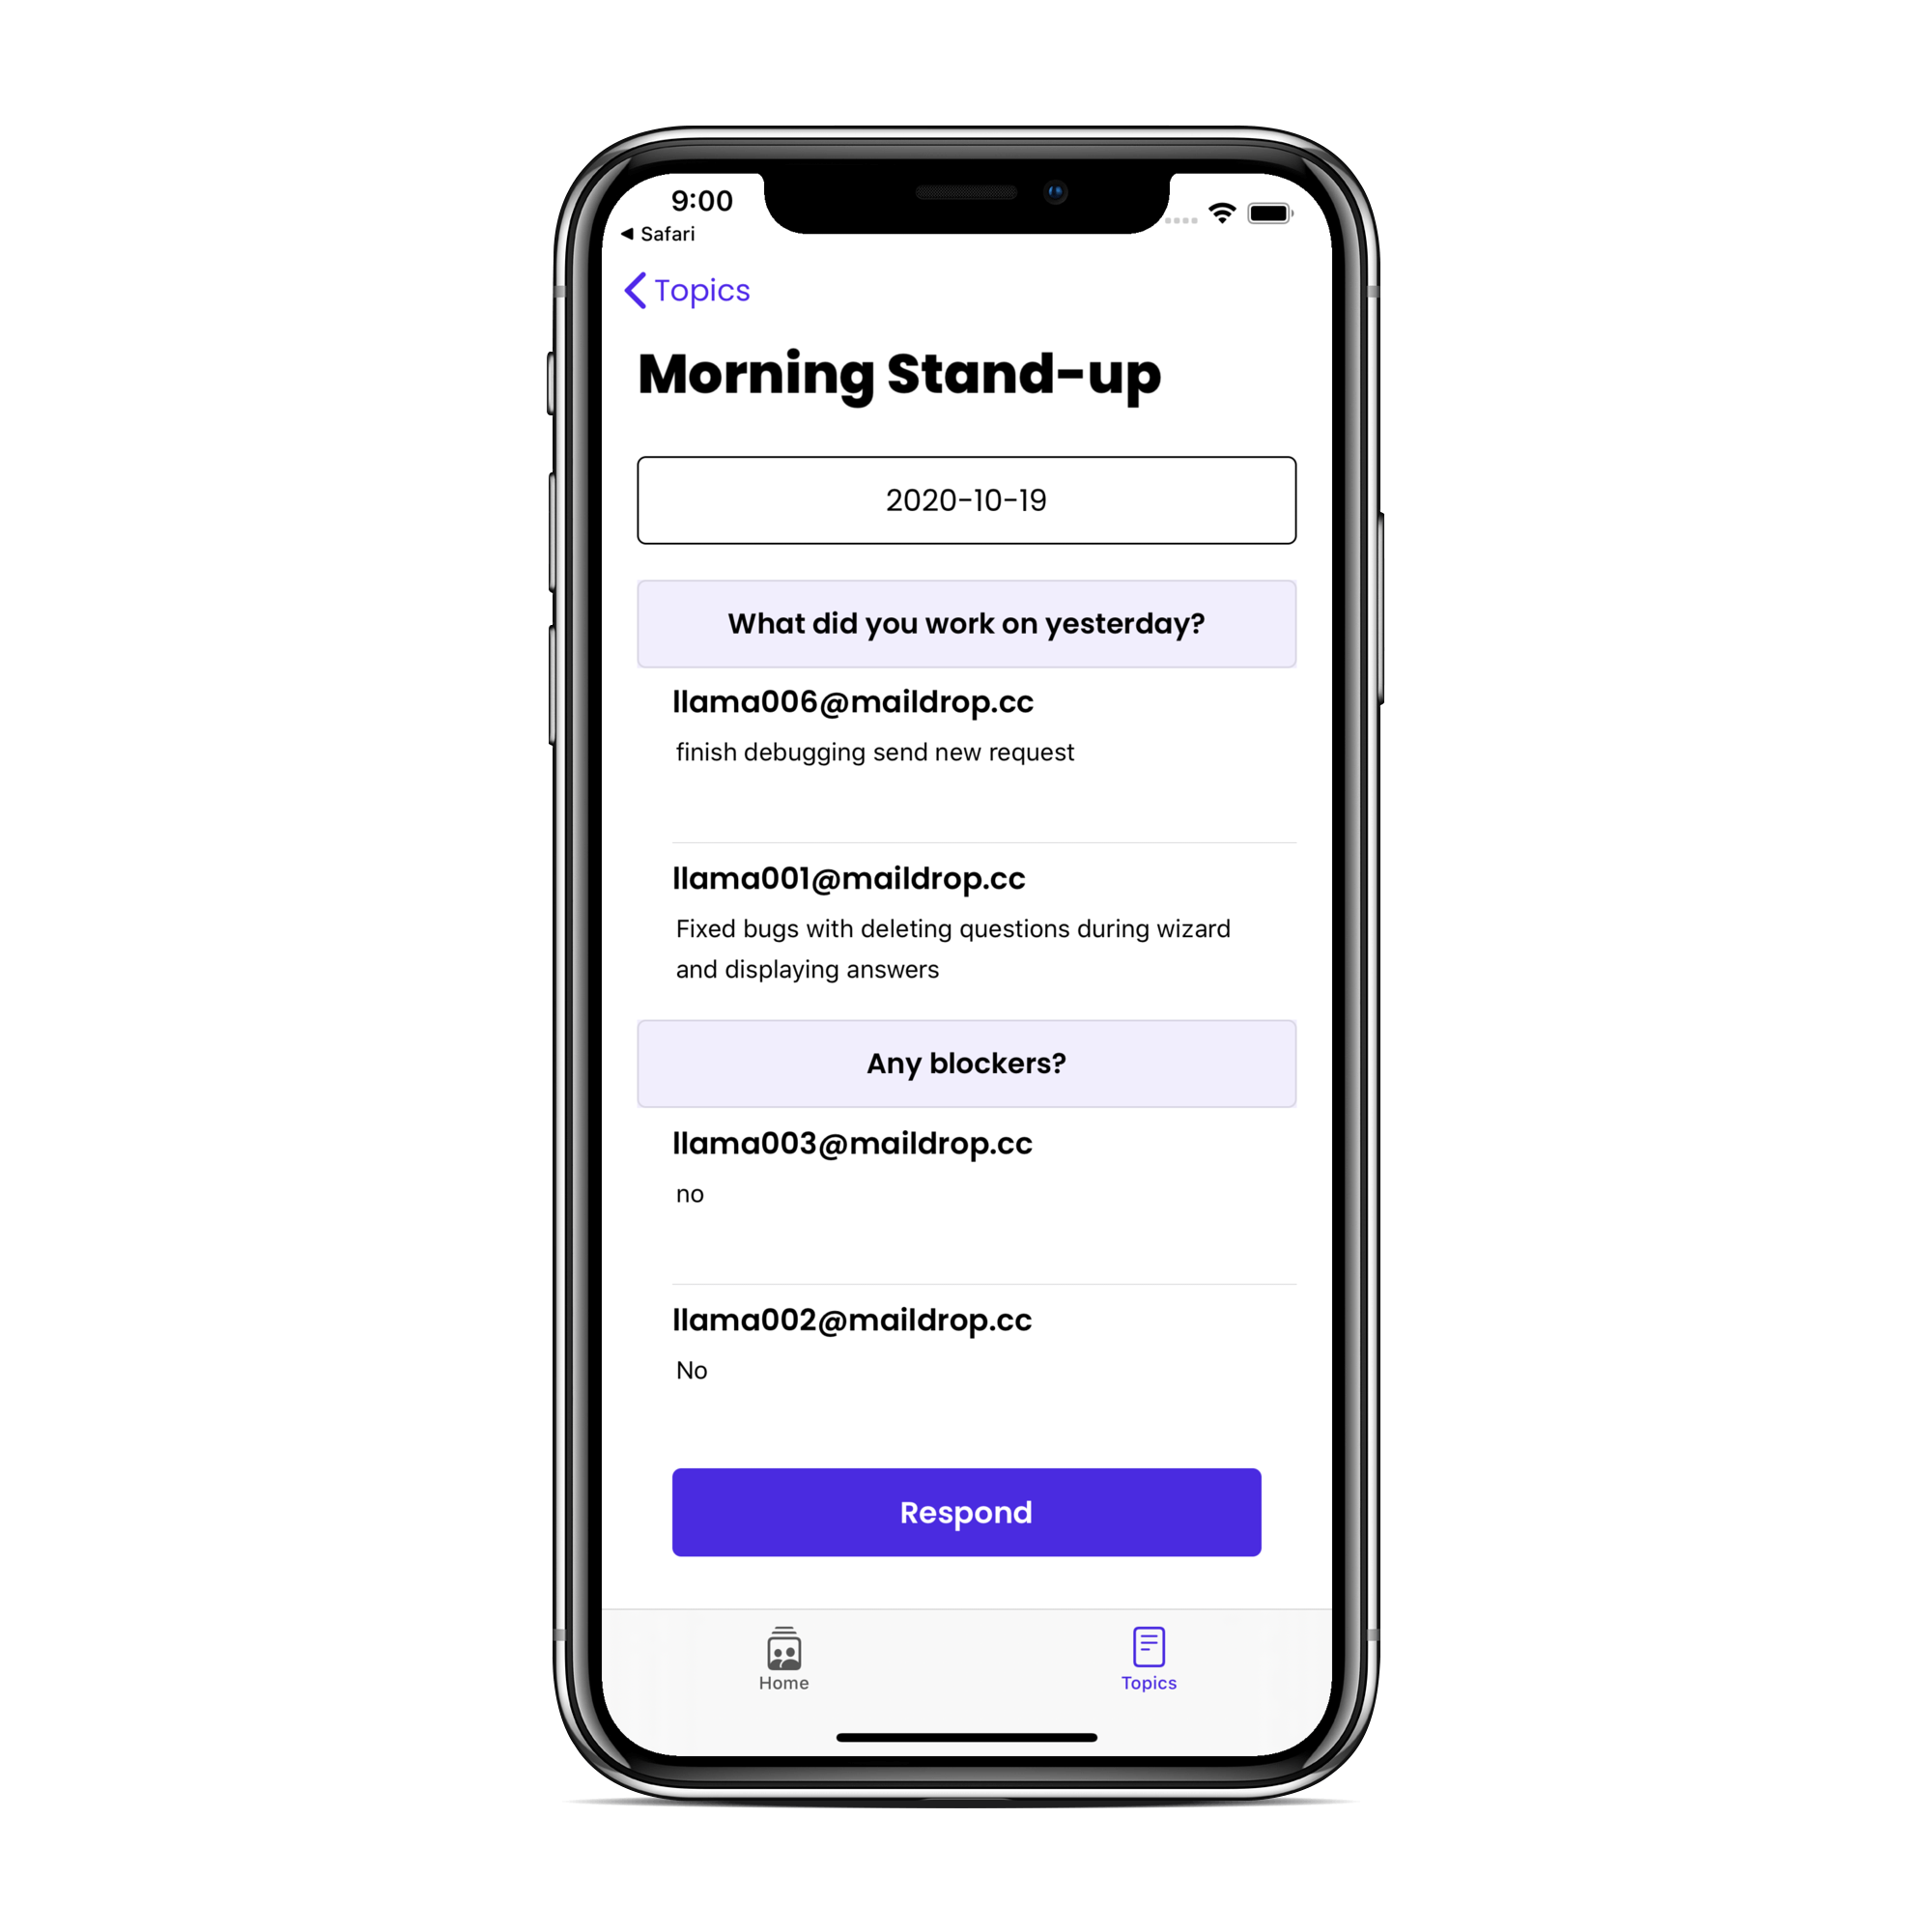 9:00
Safari
Topics
Morning Stand-up
2020-10-19
What did you work on yesterday?
llama006@maildrop.cc
finish debugging send new request
llama001@maildrop.cc
Fixed bugs with deleting questions during wizard
and displaying answers
Any blockers?
llama003@maildrop.cc
no
llama002@maildrop.cc
No
Respond
Home
Topics